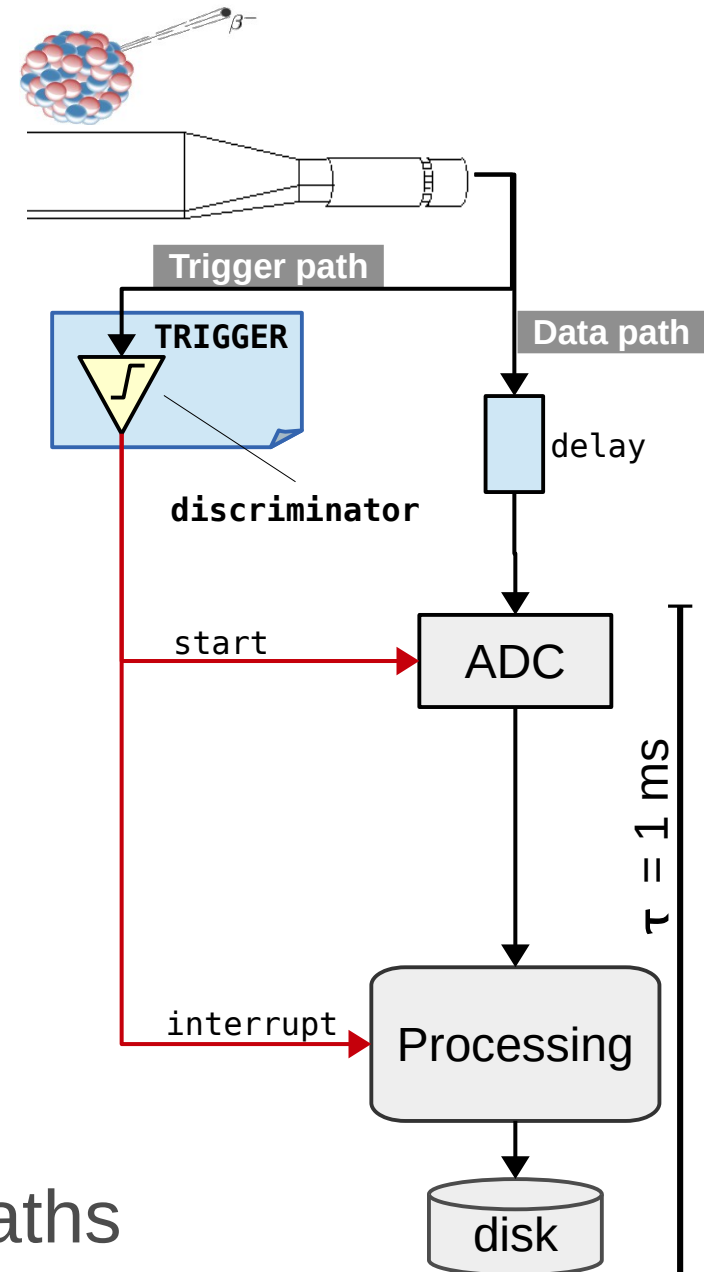 β⁻
Trigger path
TRIGGER
Data path
delay
discriminator
start
ADC
τ = 1 ms
interrupt
Processing
aths
disk